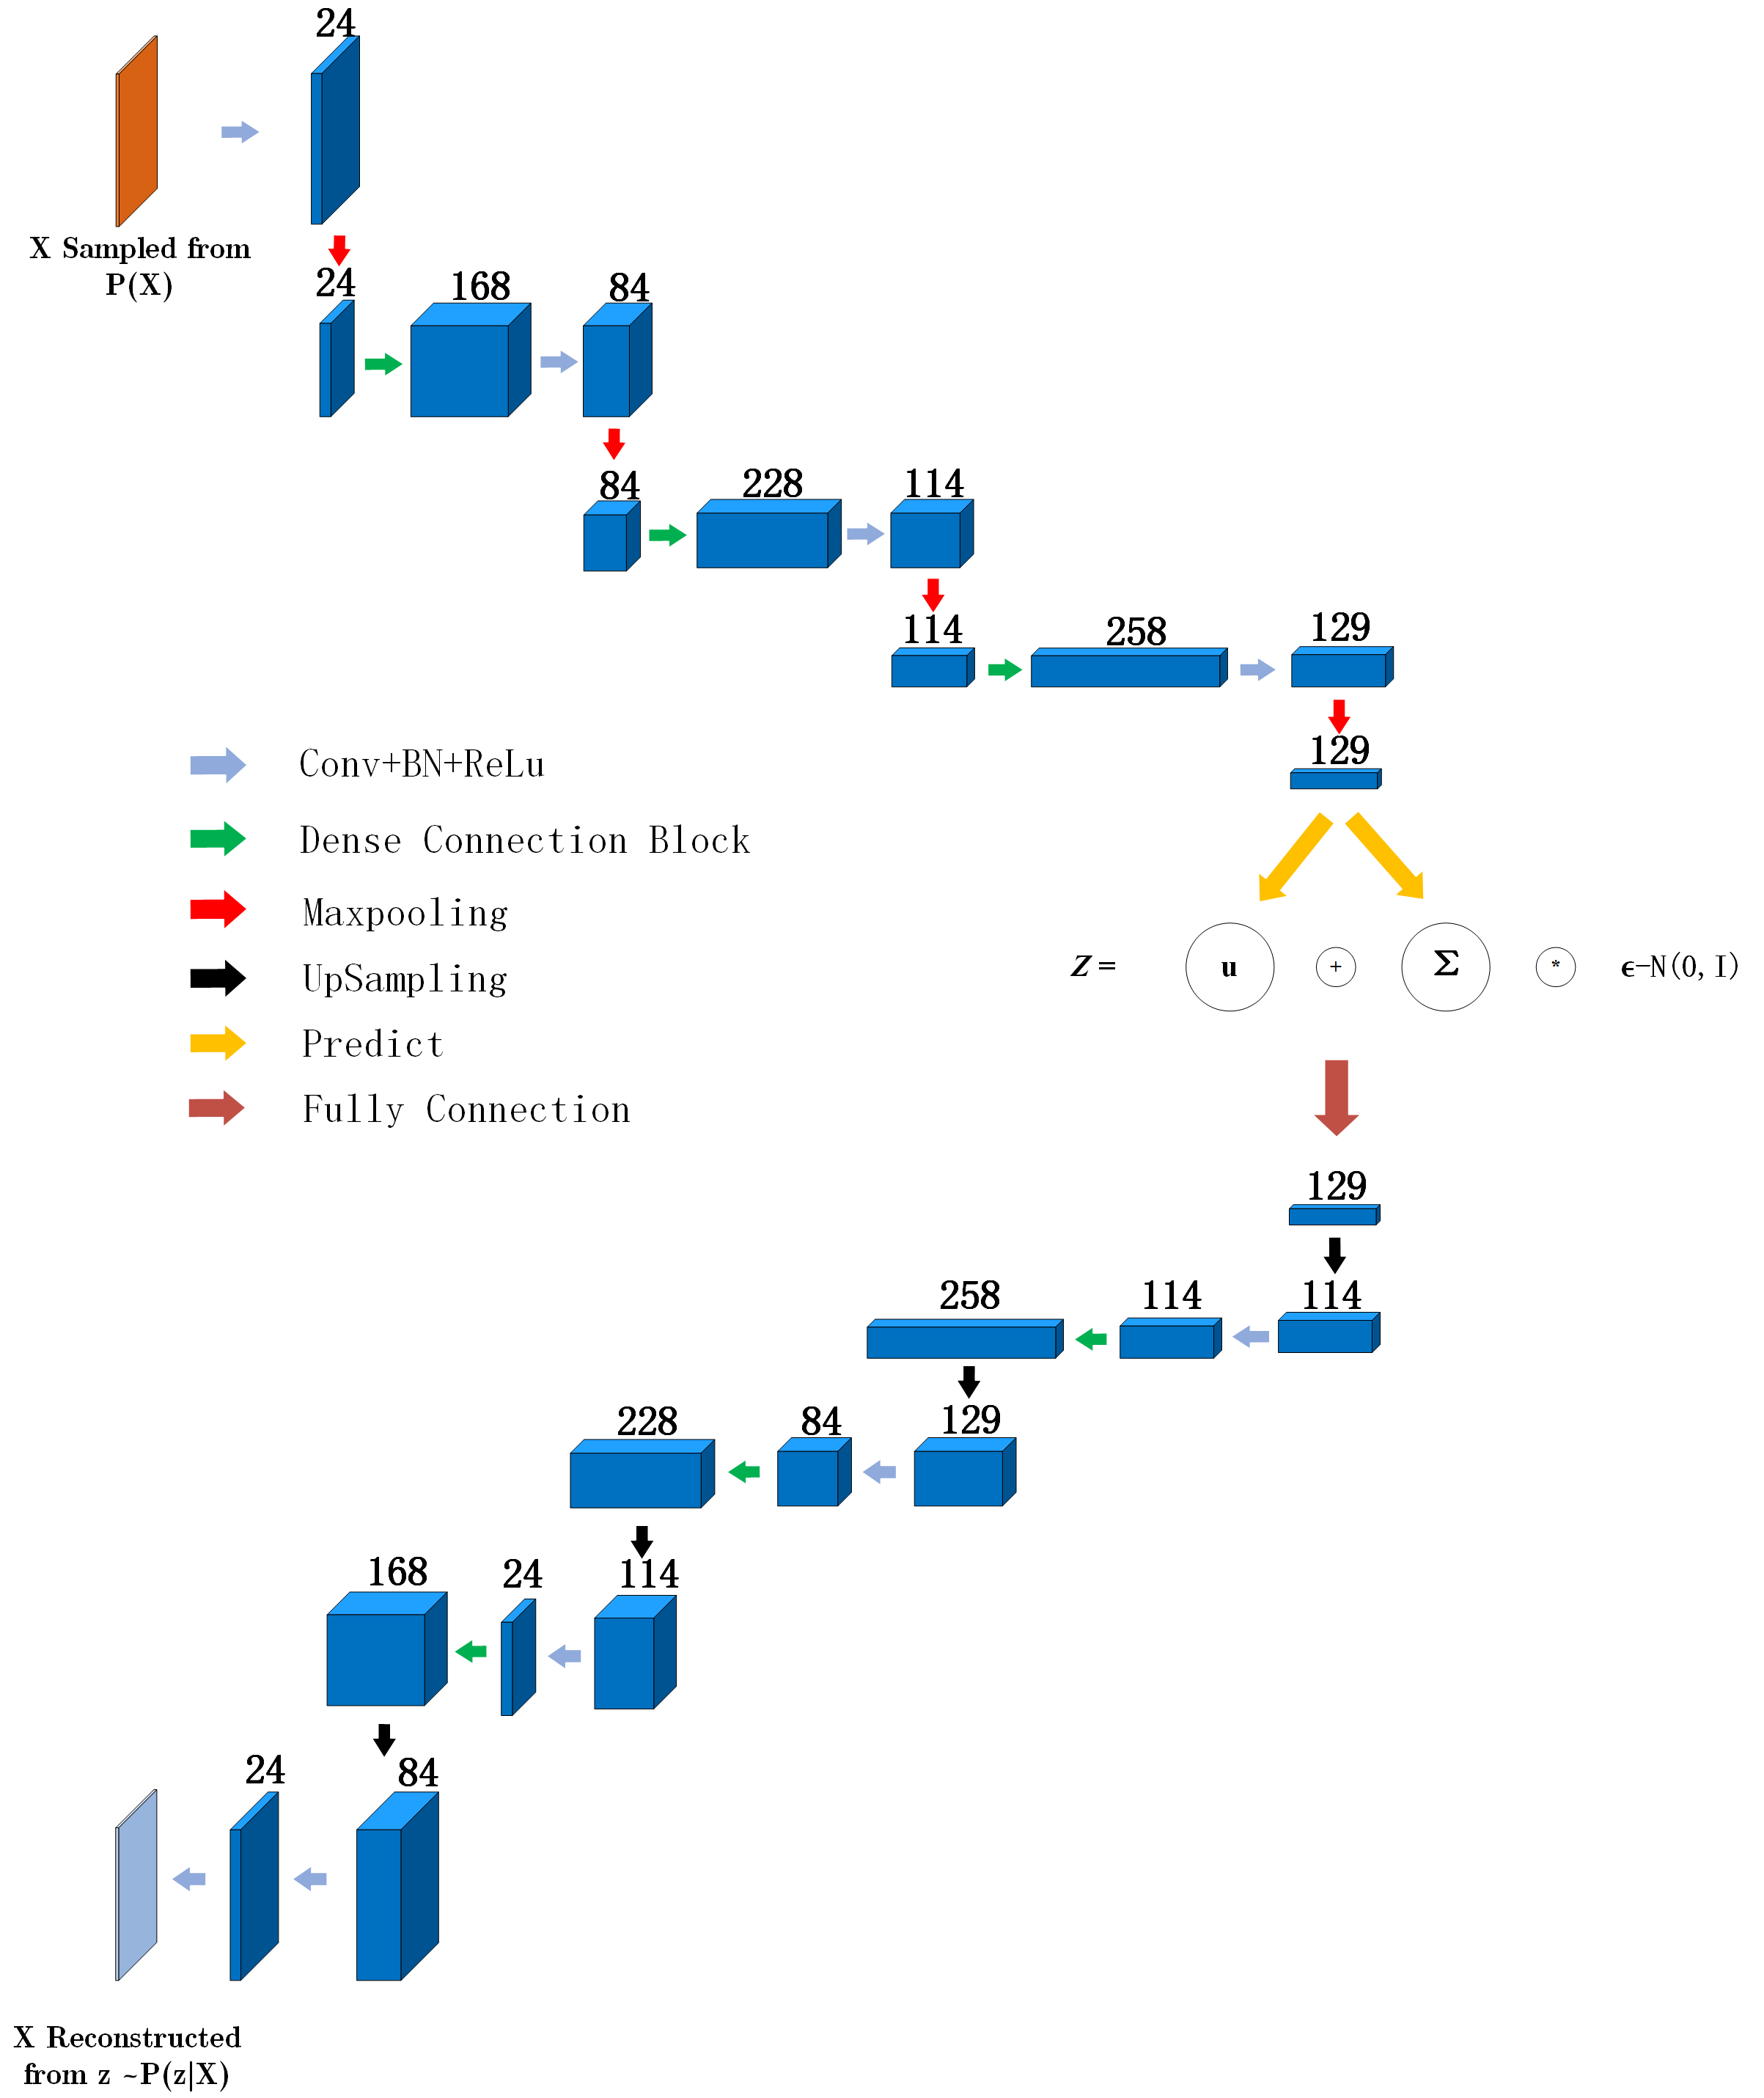 24
X Sampled from
P(X)
24
168
84
84
228
114
114
258
129
129
Conv+BN+ReLu
Dense Connection Block
Maxpooling
UpSampling
Predict
Fully Connection
Z = u + Σ * ϵ-N(0, I)
129
258
114
114
228
84
129
168
24
114
24
84
X Reconstructed
from z ~P(z|X)